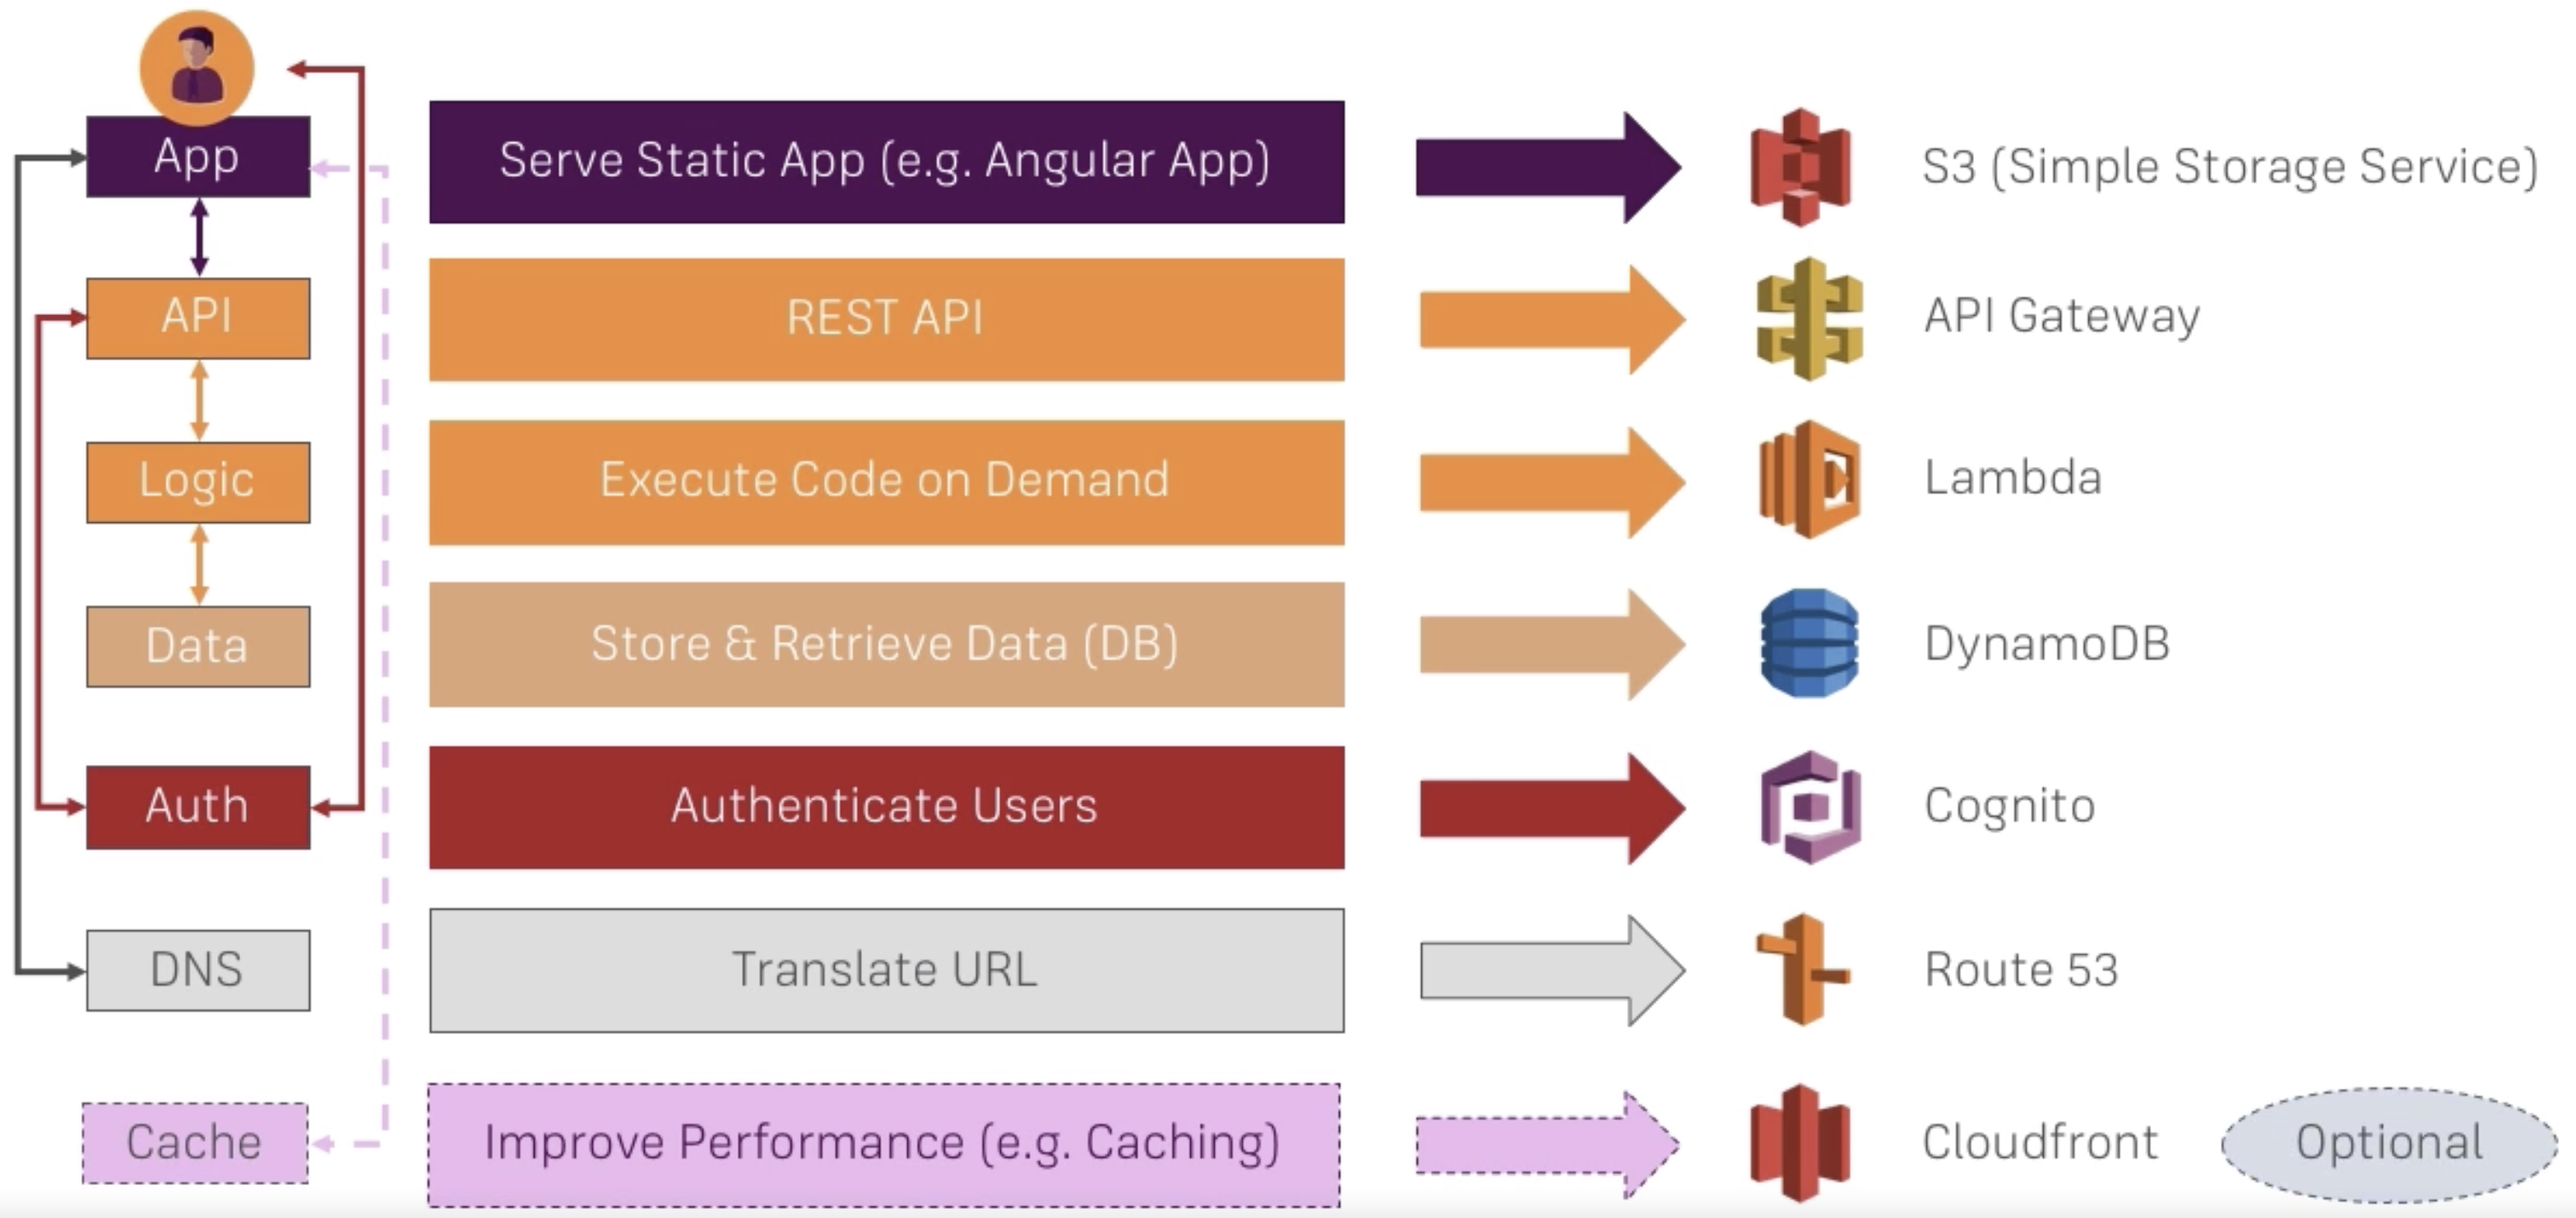 App
Serve Static App (e.g. Angular App)
S3 (Simple Storage Service)
API
REST API
API Gateway
Logic
Execute Code on Demand
Lambda
Data
Store & Retrieve Data (DB)
DynamoDB
Auth
Authenticate Users
Cognito
DNS
Translate URL
Route 53
Cache
Improve Performance (e.g. Caching)
Cloudfront
Optional